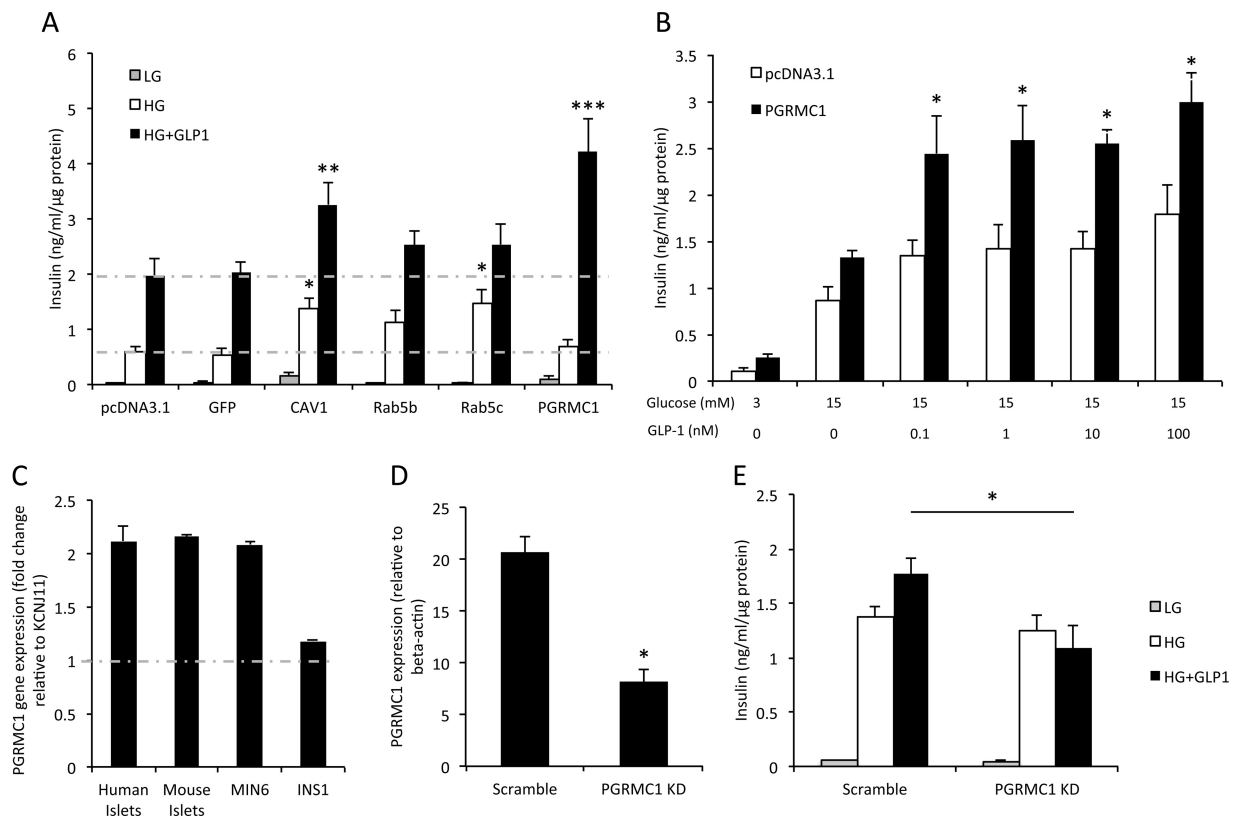 A
Insulin (ng/ml/µg protein)
6
5
4
3
2
1
0
LG
HG
HG+GLP1
*
**
*
***
pcDNA3.1 GFP CAV1 Rab5b Rab5c PGRMC1
B
Insulin (ng/ml/µg protein)
3.5
3
2.5
2
1.5
1
0.5
0
pcDNA3.1
PGRMC1
* * * *
Glucose (mM) 3 15 15 15 15 15
GLP-1 (nM) 0 0 0.1 1 10 100
C
PGRMC1 gene expression (fold change
relative to KCNJ11)
2.5
2
1.5
1
0.5
0
Human Mouse MIN6 INS1
Islets Islets
D
PGRMC1 expression (relative to
beta-actin)
25
20
15
10
5
0
*
Scramble PGRMC1 KD
E
Insulin (ng/ml/µg protein)
2.5
2
1.5
1
0.5
0
*
Scramble PGRMC1 KD
LG
HG
HG+GLP1